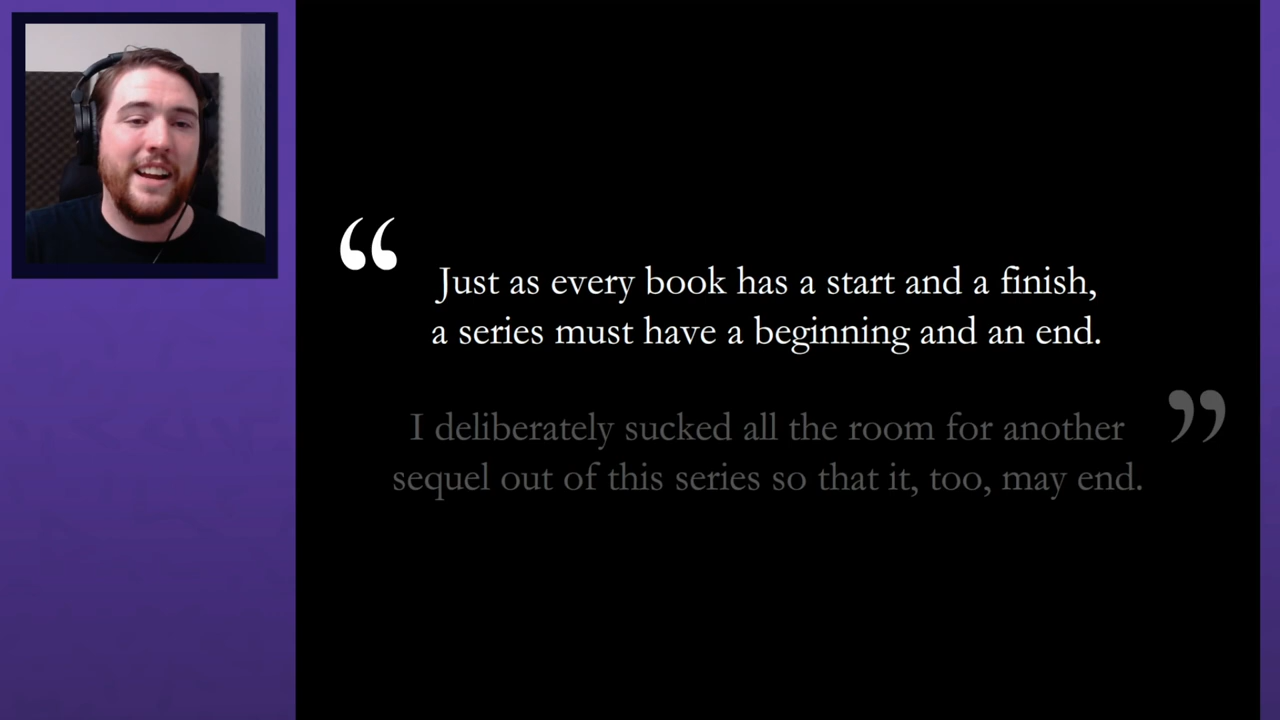 “
Just as every book has a start and a finish,
a series must have a beginning and an end.
I deliberately sucked all the room for another
sequel out of this series so that it, too, may end.
”